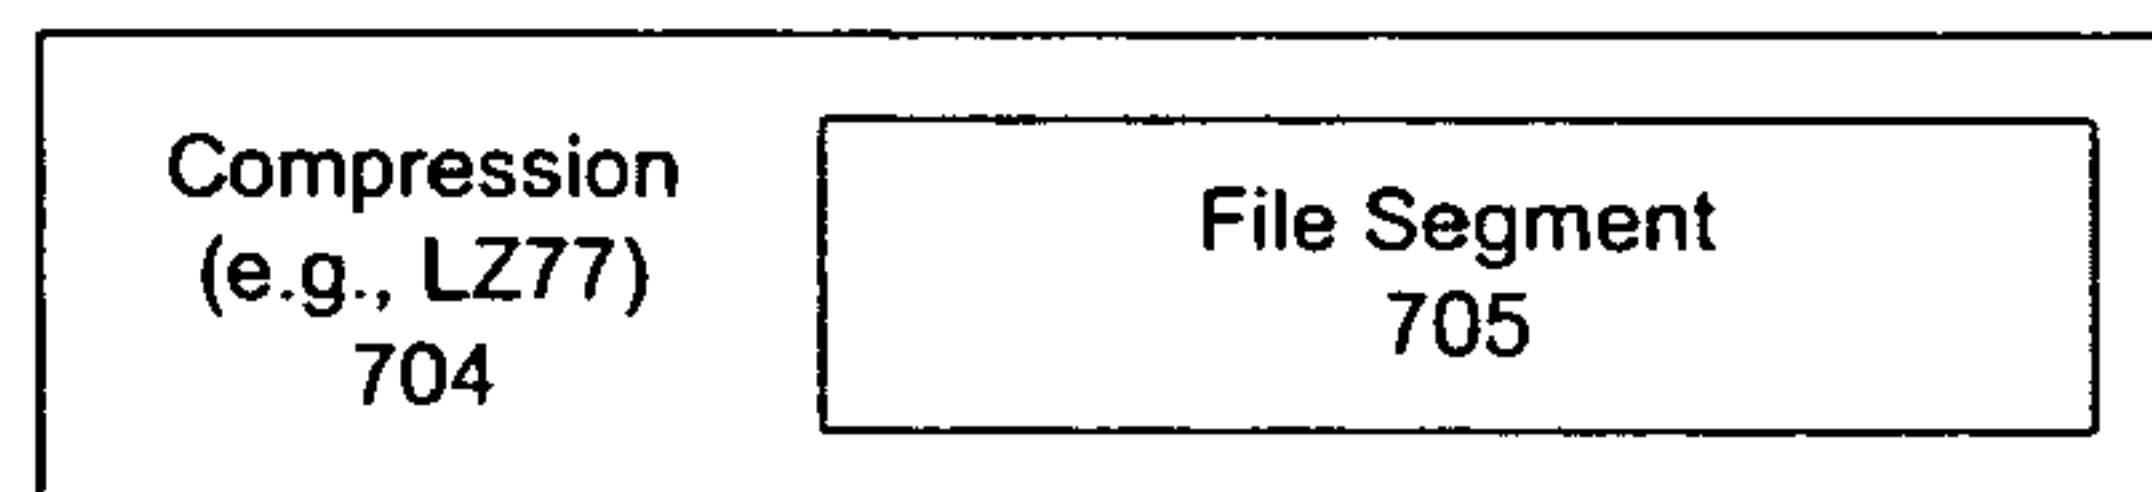 Compression
(e.g., LZ77)
704
File Segment
705